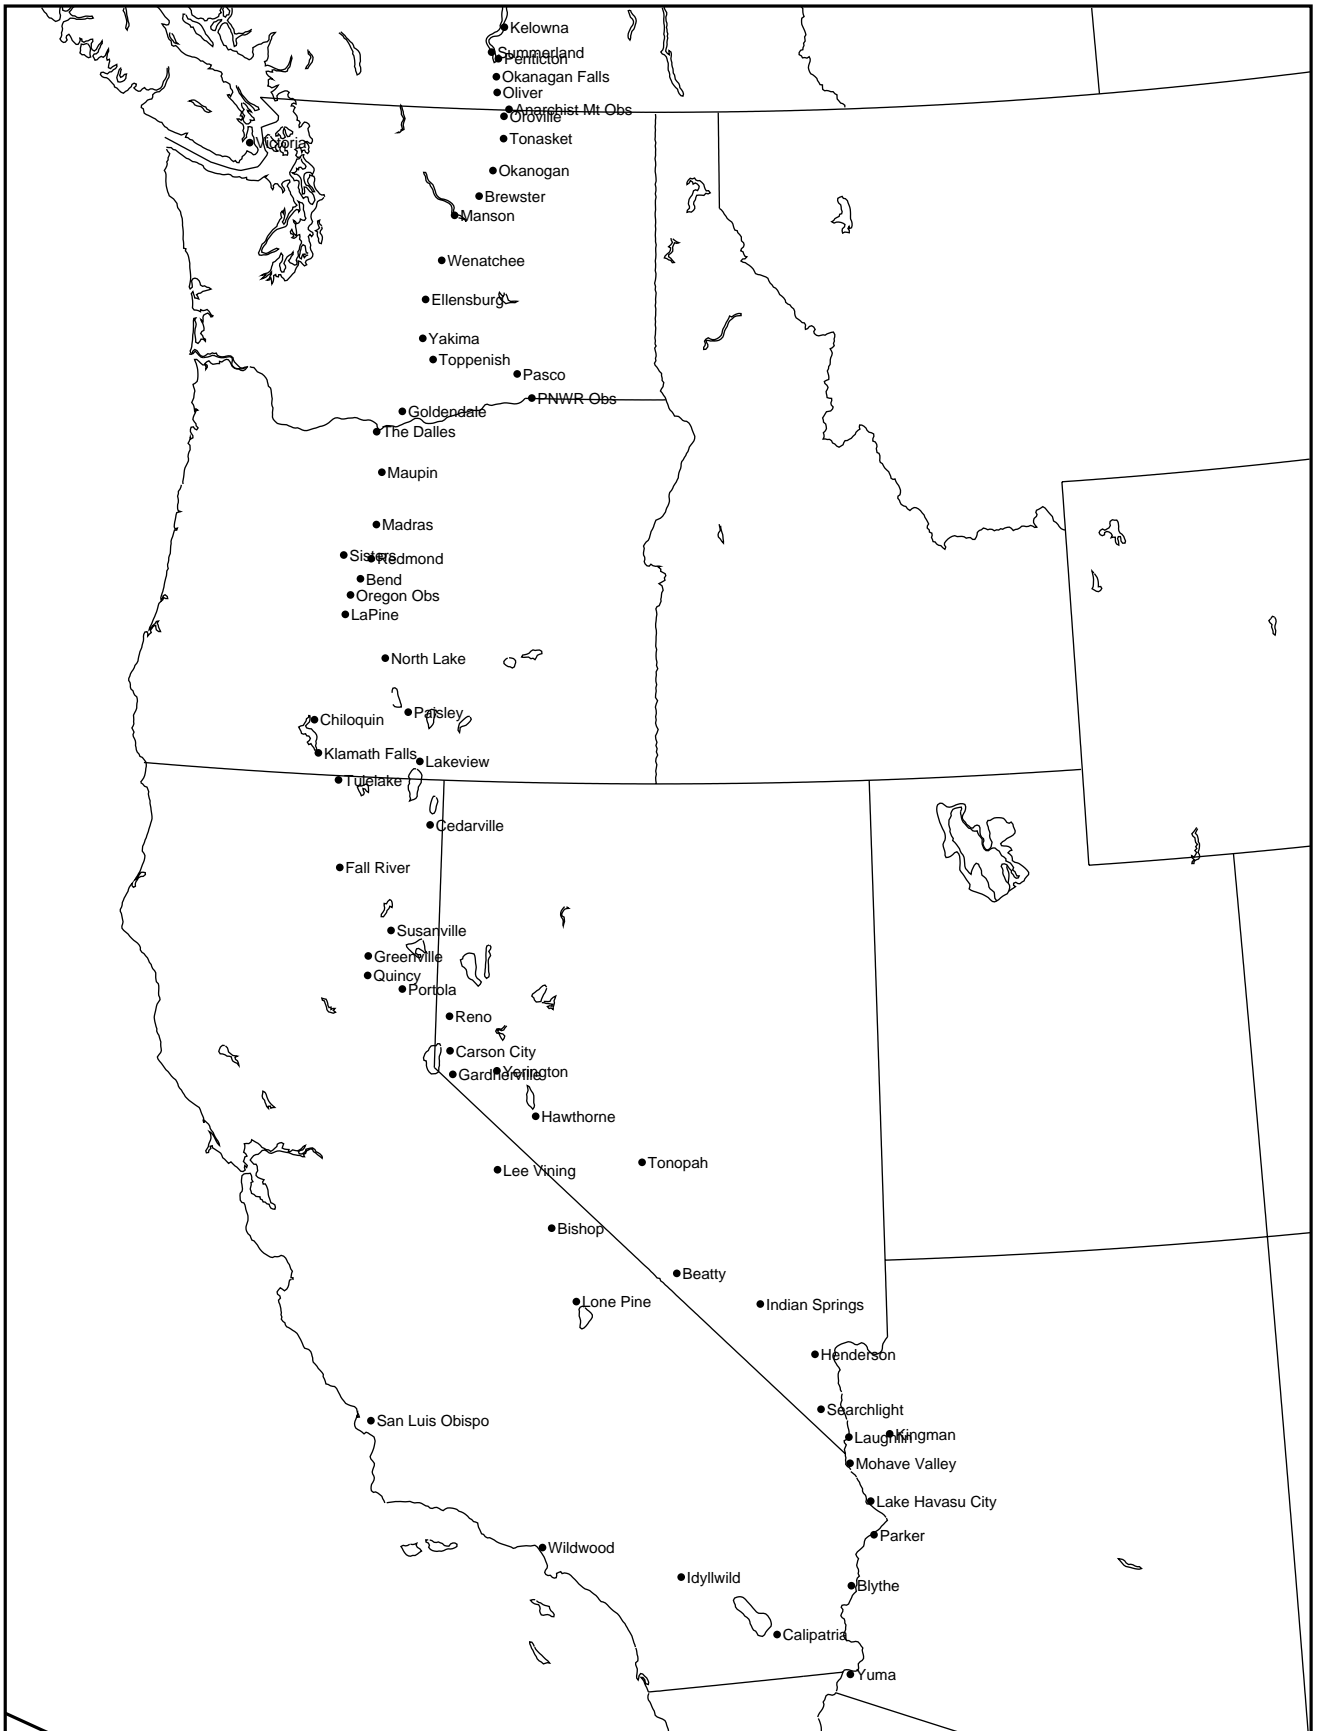 Kelowna
Summerland
Penticton
Okanagan Falls
Oliver
Anarchist Mt Obs
Oroville
Tonasket
Victoria
Okanogan
Brewster
Manson
Wenatchee
Ellensburg
Yakima
Toppenish
Pasco
PNWR Obs
Goldendale
The Dalles
Maupin
Madras
Sisters
Redmond
Bend
Oregon Obs
LaPine
North Lake
Paisley
Chiloquin
Klamath Falls
Lakeview
Tulelake
Cedarville
Fall River
Susanville
Greenville
Quincy
Portola
Reno
Carson City
Yerington
Gardnerville
Hawthorne
Tonopah
Lee Vining
Bishop
Beatty
Lone Pine
Indian Springs
Henderson
Searchlight
San Luis Obispo
Kingman
Laughlin
Mohave Valley
Lake Havasu City
Parker
Wildwood
Idyllwild
Blythe
Calipatria
Yuma